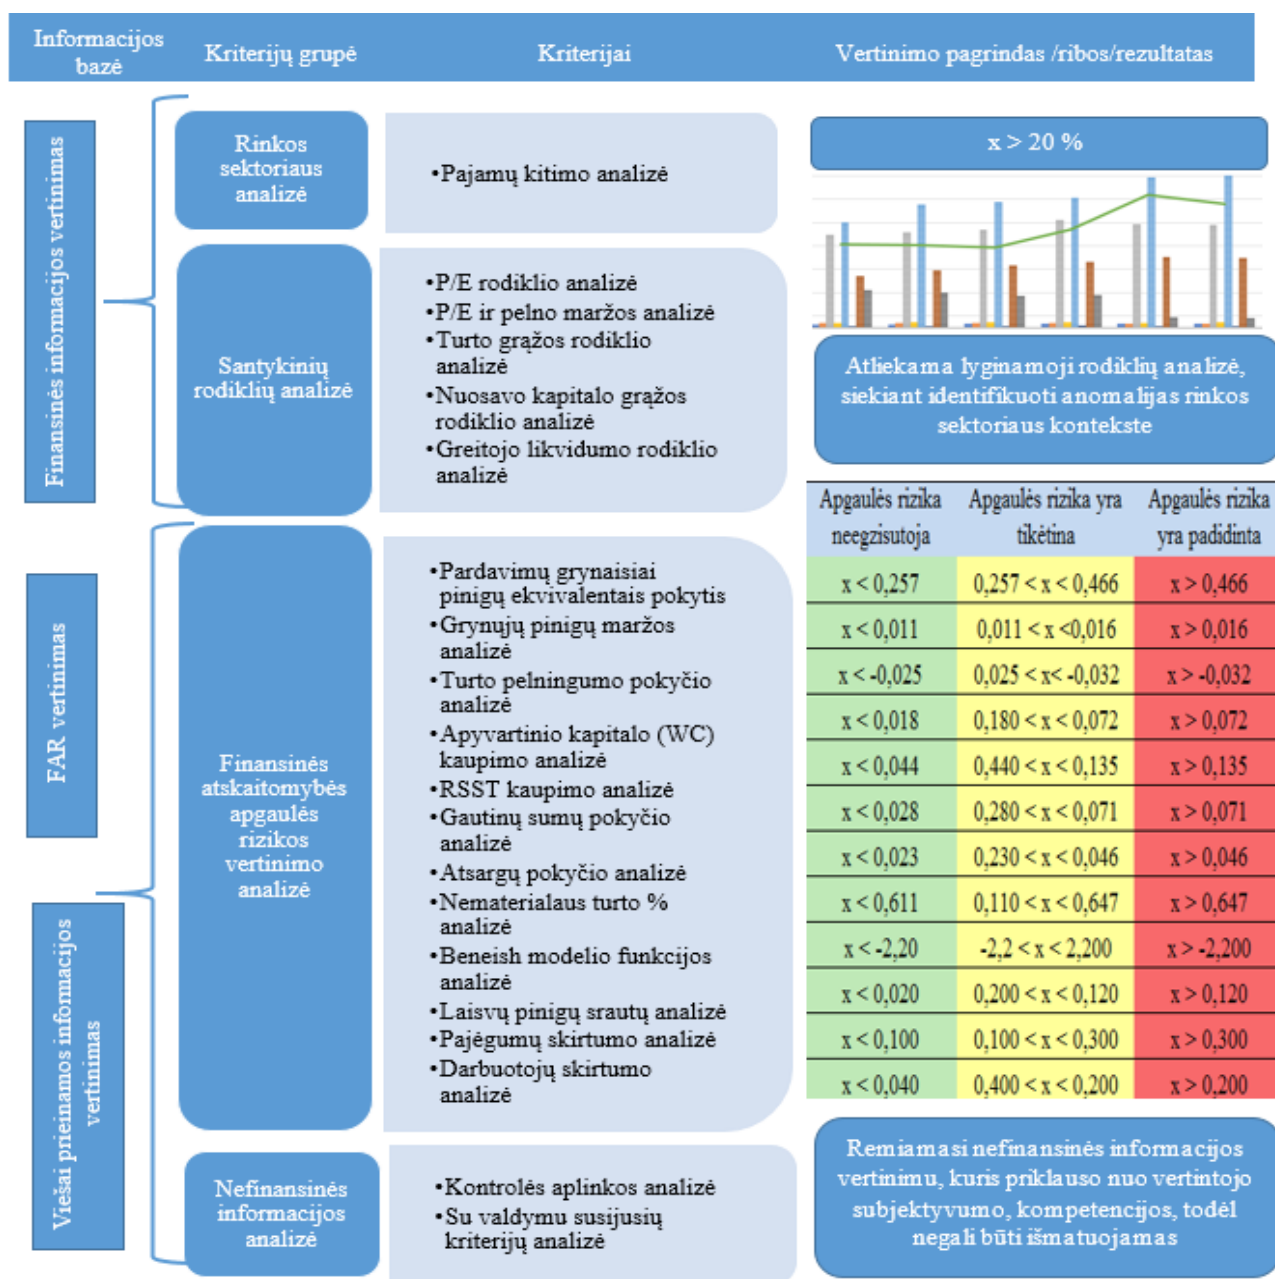 Informacijos
bazė
Kriterijų grupė
Kriterijai
Vertinimo pagrindas /ribos/rezultatas
Finansinės informacijos vertinimas
Rinkos
sektoriaus
analizė
•Pajamų kitimo analizė
x > 20 %
Santykinių
rodiklių analizė
•P/E rodiklio analizė
•P/E ir pelno maržos analizė
•Turto grąžos rodiklio
analizė
•Nuosavo kapitalo grąžos
rodiklio analizė
•Greitojo likvidumo rodiklio
analizė
Atliekama lyginamoji rodiklių analizė,
siekiant identifikuoti anomalijas rinkos
sektoriaus kontekste
FAR vertinimas
Viešai prieinamos informacijos
vertinimas
Finansinės
atskaitomybės
apgaulės
rizikos
vertinimo
analizė
•Pardavimų grynaisiai
pinigų ekvivalentais pokytis
•Grynųjų pinigų maržos
analizė
•Turto pelningumo pokyčio
analizė
•Apyvartinio kapitalo (WC)
kaupimo analizė
•RSST kaupimo analizė
•Gautinų sumų pokyčio
analizė
•Atsargų pokyčio analizė
•Nematerialaus turto %
analizė
•Beneish modelio funkcijos
analizė
•Laisvų pinigų srautų analizė
•Pajėgumų skirtumo analizė
•Darbuotojų skirtumo
analizė
Apgaulės rizika
neegzisutoja
Apgaulės rizika yra
tikėtina
Apgaulės rizika
yra padidinta
x < 0,257 0,257 < x < 0,466 x > 0,466
x < 0,011 0,011 < x <0,016 x > 0,016
x < -0,025 0,025 < x< -0,032 x > -0,032
x < 0,018 0,180 < x < 0,072 x > 0,072
x < 0,044 0,440 < x < 0,135 x > 0,135
x < 0,028 0,280 < x < 0,071 x > 0,071
x < 0,023 0,230 < x < 0,046 x > 0,046
x < 0,611 0,110 < x < 0,647 x > 0,647
x < -2,20 -2,2 < x < 2,200 x > -2,200
x < 0,020 0,200 < x < 0,120 x > 0,120
x < 0,100 0,100 < x < 0,300 x > 0,300
x < 0,040 0,400 < x < 0,200 x > 0,200
Nefinansinės
informacijos
analizė
•Kontrolės aplinkos analizė
•Su valdymu susijusių
kriterijų analizė
Remiamasi nefinansinės informacijos
vertinimu, kuris priklauso nuo vertintojo
subjektyvumo, kompetencijos, todėl
negali būti išmatuojamas